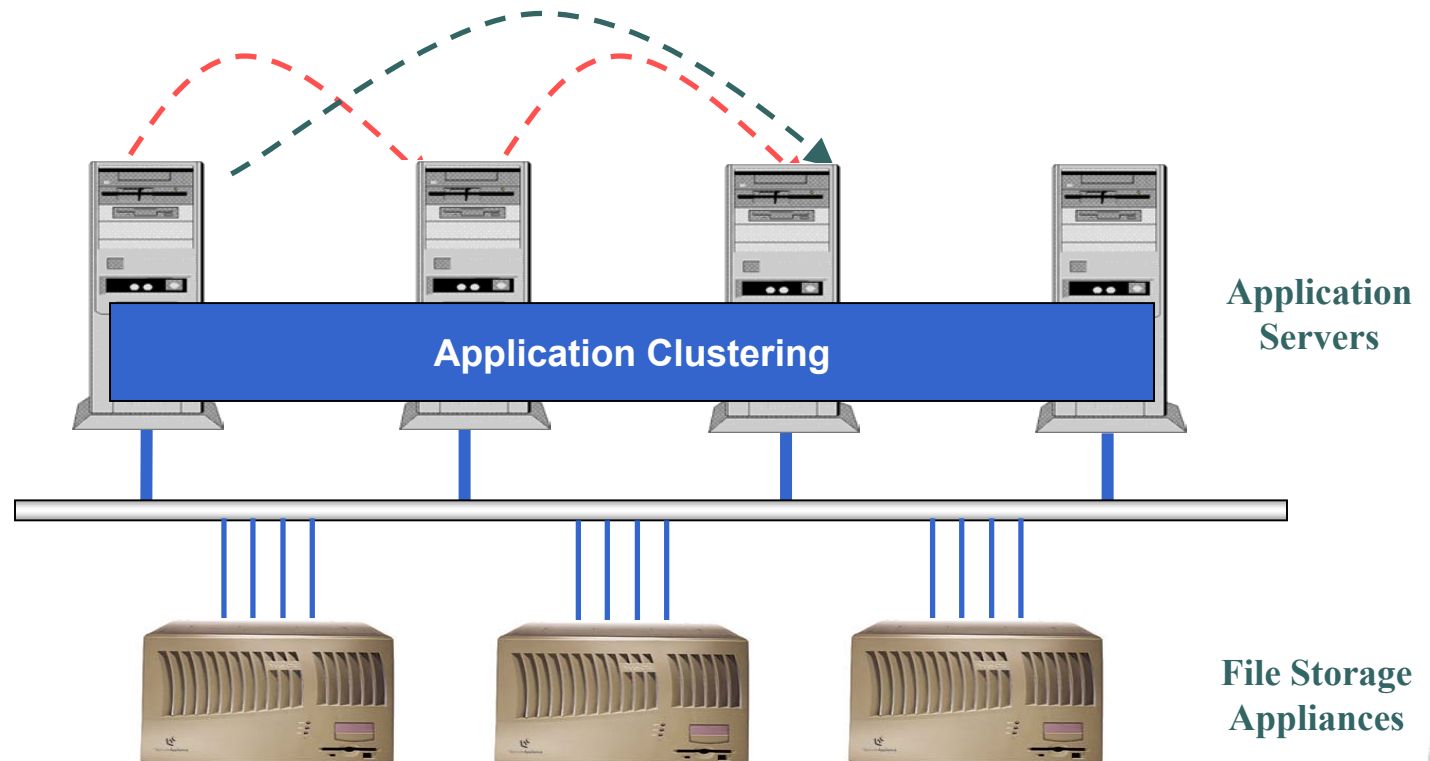 Application Clustering
Application
Servers
File Storage
Appliances